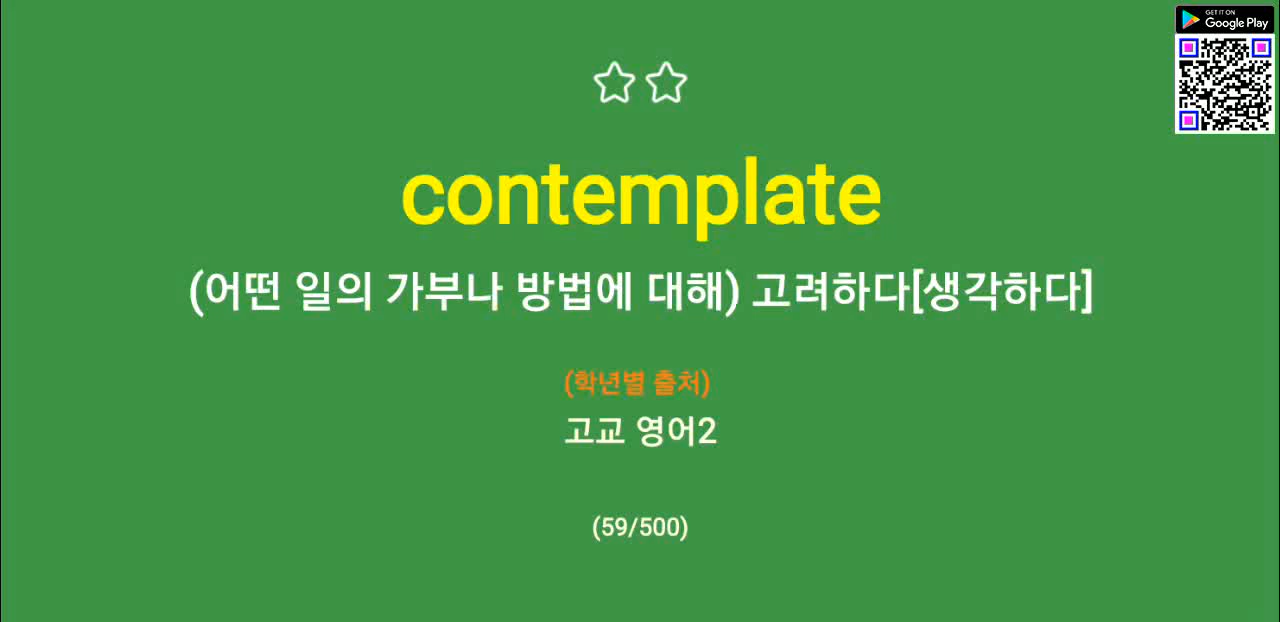 GET IT ON
Google Play
contemplate
(어떤 일의 가부나 방법에 대해) 고려하다[생각하다]
(학년별 출처)
고교 영어2
(59/500)